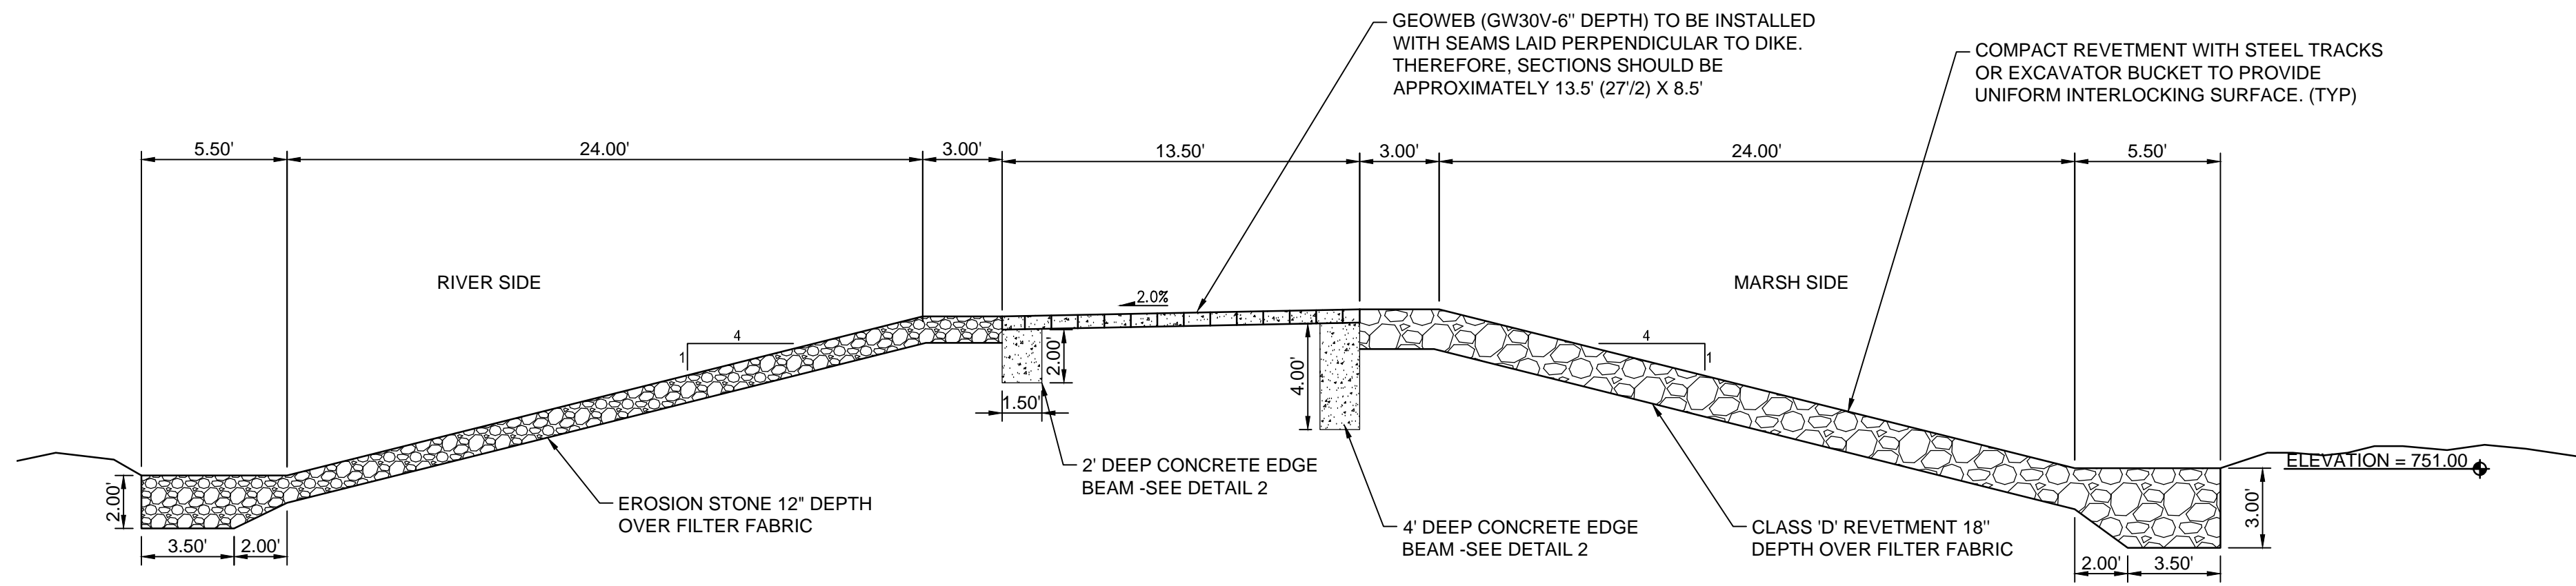 GEOWEB (GW30V-6" DEPTH) TO BE INSTALLED
WITH SEAMS LAID PERPENDICULAR TO DIKE.
THEREFORE, SECTIONS SHOULD BE
APPROXIMATELY 13.5' (27'/2) X 8.5'
COMPACT REVETMENT WITH STEEL TRACKS
OR EXCAVATOR BUCKET TO PROVIDE
UNIFORM INTERLOCKING SURFACE. (TYP)
5.50'
24.00'
3.00'
13.50'
3.00'
24.00'
5.50'
RIVER SIDE
MARSH SIDE
2.0%
4
1
4
1
2.00'
4.00'
1.50'
2' DEEP CONCRETE EDGE
BEAM -SEE DETAIL 2
ELEVATION = 751.00
2.00'
EROSION STONE 12" DEPTH
OVER FILTER FABRIC
4' DEEP CONCRETE EDGE
BEAM -SEE DETAIL 2
CLASS 'D' REVETMENT 18"
DEPTH OVER FILTER FABRIC
3.00'
3.50'
2.00'
2.00'
3.50'